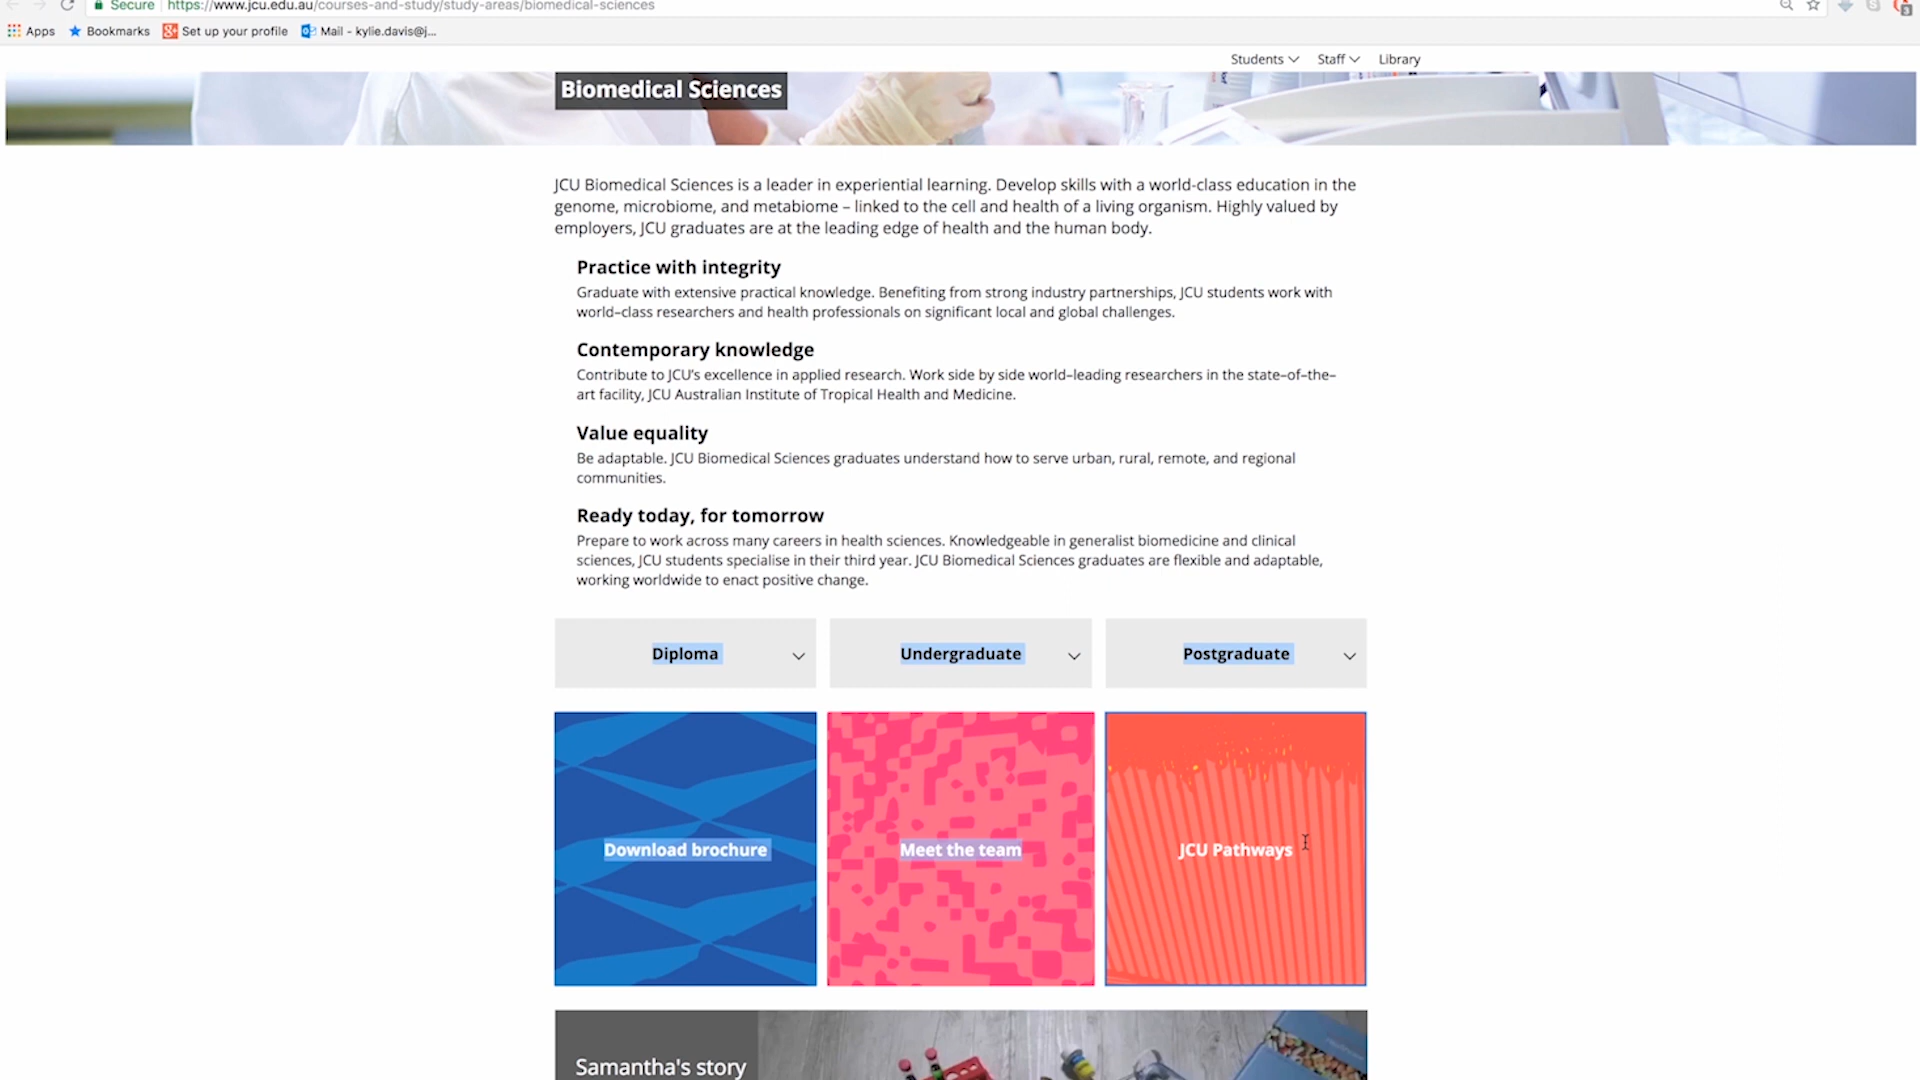 Secure https://www.jcu.edu.au/courses-and-study/study-areas/biomedical-sciences
Apps Bookmarks Set up your profile Mail - kylie.davis@j...
Students Staff Library
Biomedical Sciences
JCU Biomedical Sciences is a leader in experiential learning. Develop skills with a world-class education in the
genome, microbiome, and metabiome – linked to the cell and health of a living organism. Highly valued by
employers, JCU graduates are at the leading edge of health and the human body.
Practice with integrity
Graduate with extensive practical knowledge. Benefiting from strong industry partnerships, JCU students work with
world–class researchers and health professionals on significant local and global challenges.
Contemporary knowledge
Contribute to JCU's excellence in applied research. Work side by side world–leading researchers in the state–of–the–
art facility, JCU Australian Institute of Tropical Health and Medicine.
Value equality
Be adaptable. JCU Biomedical Sciences graduates understand how to serve urban, rural, remote, and regional
communities.
Ready today, for tomorrow
Prepare to work across many careers in health sciences. Knowledgeable in generalist biomedicine and clinical
sciences, JCU students specialise in their third year. JCU Biomedical Sciences graduates are flexible and adaptable,
working worldwide to enact positive change.
Diploma Undergraduate Postgraduate
Download brochure Meet the team JCU Pathways
Samantha's story